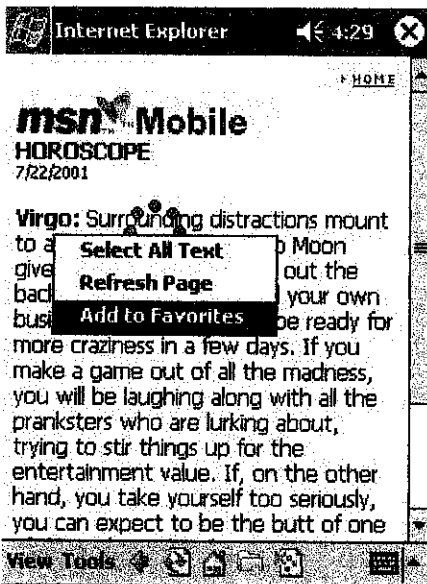 Internet Explorer 4:29
HOME
msn Mobile
HOROSCOPE
7/22/2001
Virgo: Surrounding distractions mount
to a Moon
Select All Text
give out the
Refresh Page
your own
Add to Favorites
be ready for
more craziness in a few days. If you
make a game out of all the madness,
you will be laughing along with all the
pranksters who are lurking about,
trying to stir things up for the
entertainment value. If, on the other
hand, you take yourself too seriously,
you can expect to be the butt of one
View Tools